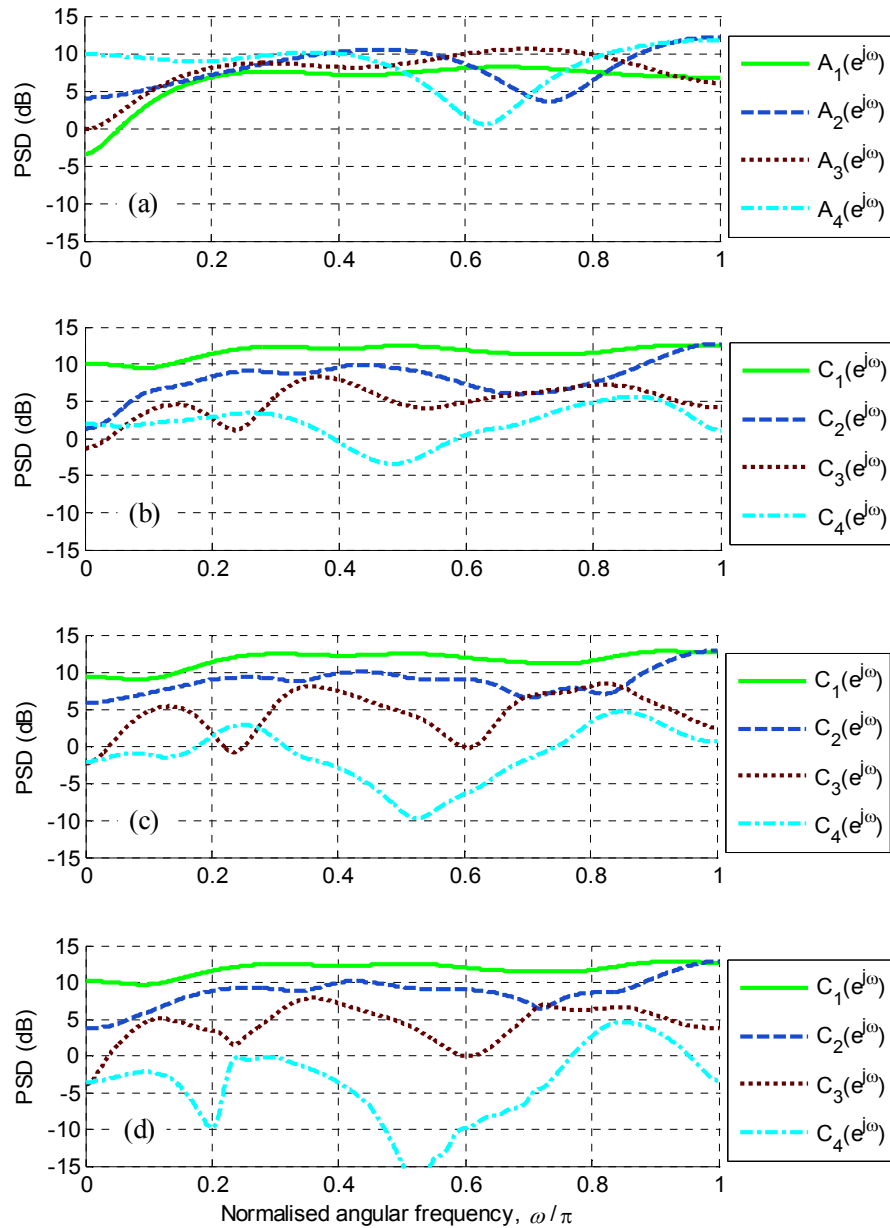 15
10
5
0
-5
-10
-15
PSD (dB)
(a)
0 0.2 0.4 0.6 0.8 1
A₁(e^jω)
A₂(e^jω)
A₃(e^jω)
A₄(e^jω)
15
10
5
0
-5
-10
-15
PSD (dB)
(b)
0 0.2 0.4 0.6 0.8 1
C₁(e^jω)
C₂(e^jω)
C₃(e^jω)
C₄(e^jω)
15
10
5
0
-5
-10
-15
PSD (dB)
(c)
0 0.2 0.4 0.6 0.8 1
C₁(e^jω)
C₂(e^jω)
C₃(e^jω)
C₄(e^jω)
15
10
5
0
-5
-10
-15
PSD (dB)
(d)
0 0.2 0.4 0.6 0.8 1
Normalised angular frequency, ω/π
C₁(e^jω)
C₂(e^jω)
C₃(e^jω)
C₄(e^jω)